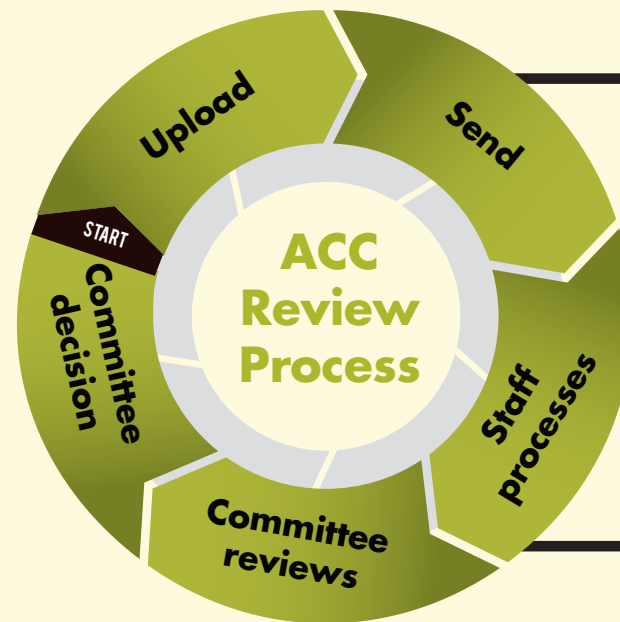 ACC
Review
Process
START
Upload
Send
Staff
processes
Committee
reviews
Committee
decision